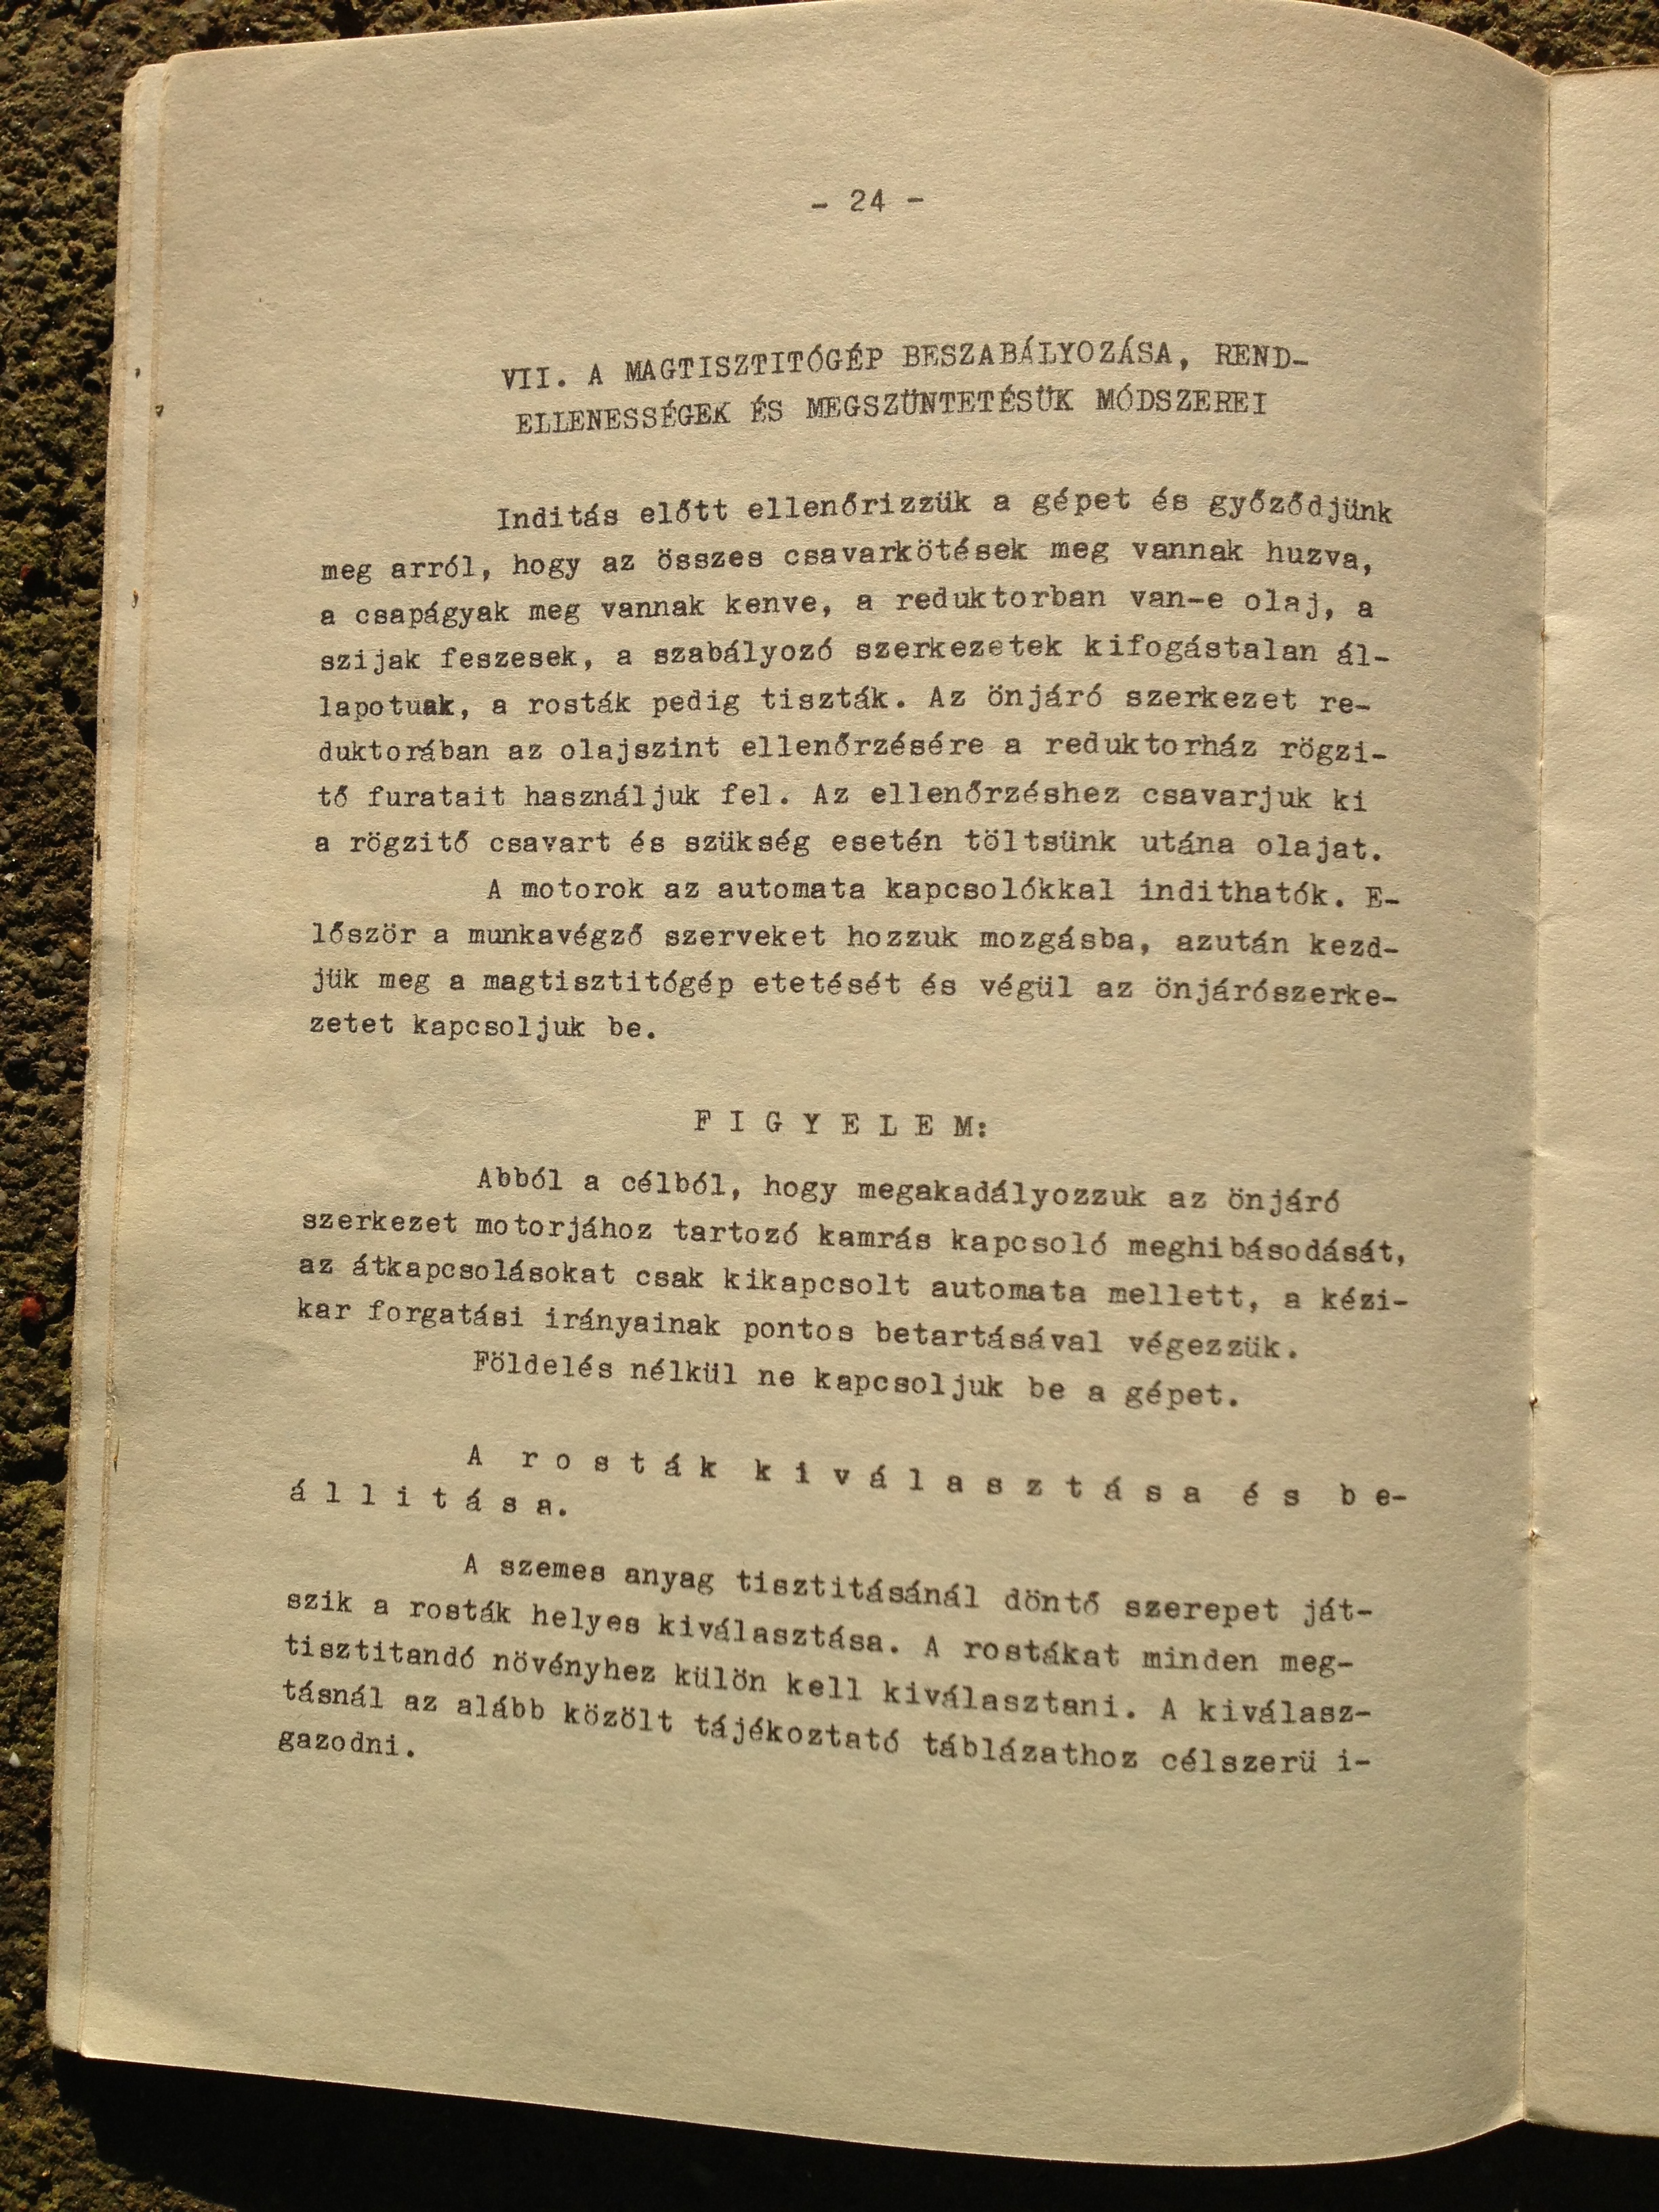 - 24 -
VII. A MAGTISZTITÓGÉP BESZABÁLYOZÁSA, REND-
ELLENESSÉGEK ÉS MEGSZÜNTETÉSÜK MÓDSZEREI
Inditás előtt ellenőrizzük a gépet és győződjünk
meg arról, hogy az összes csavarkötések meg vannak huzva,
a csapágyak meg vannak kenve, a reduktorban van-e olaj, a
szijak feszesek, a szabályozó szerkezetek kifogástalan ál-
lapotuak, a rosták pedig tiszták. Az önjáró szerkezet re-
duktorában az olajszint ellenőrzésére a reduktorház rögzi-
tő furatait használjuk fel. Az ellenőrzéshez csavarjuk ki
a rögzitő csavart és szükség esetén töltsünk utána olajat.
A motorok az automata kapcsolókkal indithatók. E-
lőször a munkavégző szerveket hozzuk mozgásba, azután kezd-
jük meg a magtisztitógép etetését és végül az önjárószerke-
zetet kapcsoljuk be.
F I G Y E L E M:
Abból a célból, hogy megakadályozzuk az önjáró
szerkezet motorjához tartozó kamrás kapcsoló meghibásodását,
az átkapcsolásokat csak kikapcsolt automata mellett, a kézi-
kar forgatási irányainak pontos betartásával végezzük.
Földelés nélkül ne kapcsoljuk be a gépet.
A r o s t á k k i v á l a s z t á s a é s b e-
á l l i t á s a.
A szemes anyag tisztitásánál döntő szerepet ját-
szik a rosták helyes kiválasztása. A rostákat minden meg-
tisztitandó növényhez külön kell kiválasztani. A kiválasz-
tásnál az alább közölt tájékoztató táblázathoz célszerü i-
gazodni.